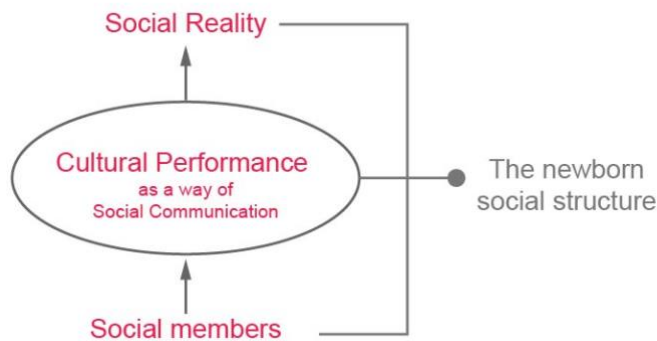 Social Reality
Cultural Performance
as a way of
Social Communication
The newborn
social structure
Social members